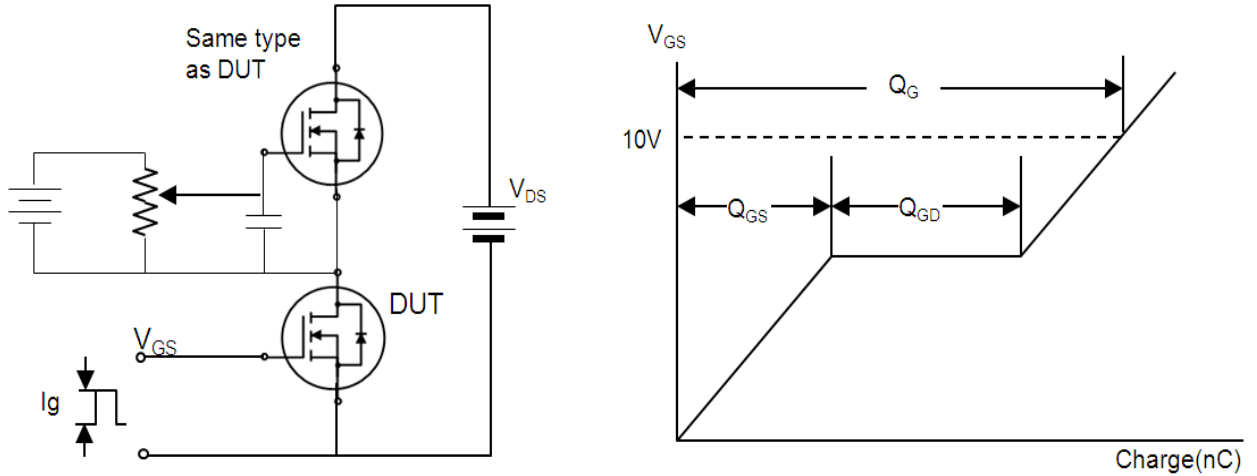 Same type
as DUT
V_DS
DUT
V_GS
Ig
V_GS
Q_G
10V
Q_GS
Q_GD
Charge(nC)